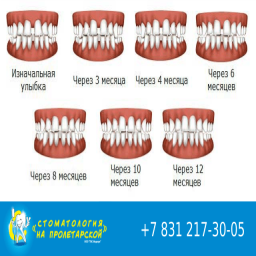 Изначальная
улыбка
Через 3 месяца
Через 4 месяца
Через 6
месяцев
Через 8 месяцев
Через 10
месяцев
Через 12
месяцев
«СТОМАТОЛОГИЯ
НА ПРОЛЕТАРСКОЙ»
+7 831 217-30-05